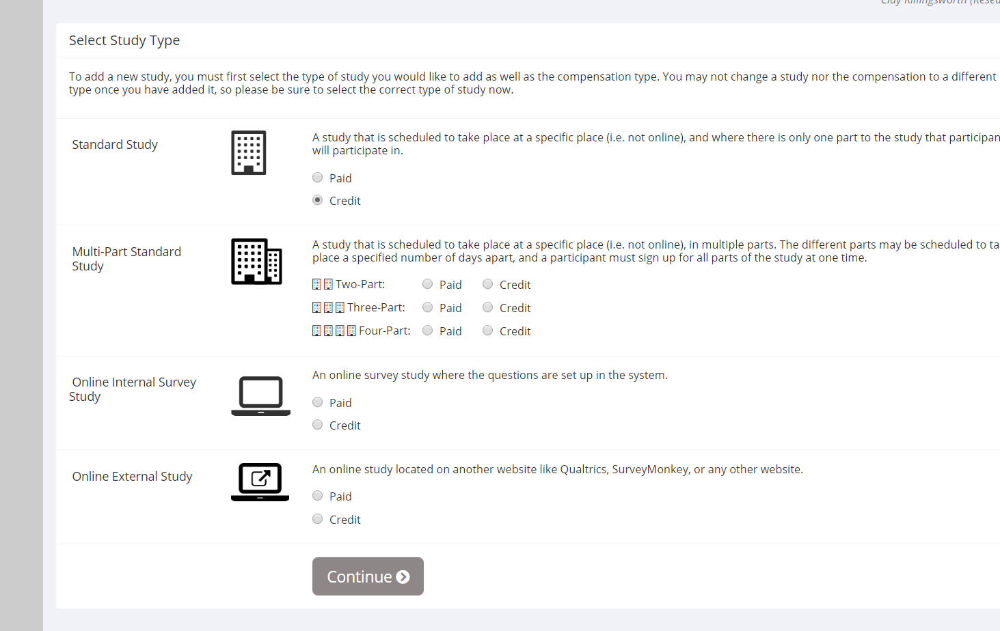 Clay Killingsworth (Resea
Select Study Type
To add a new study, you must first select the type of study you would like to add as well as the compensation type. You may not change a study nor the compensation to a different
type once you have added it, so please be sure to select the correct type of study now.
Standard Study
A study that is scheduled to take place at a specific place (i.e. not online), and where there is only one part to the study that participan
will participate in.
Paid
Credit
Multi-Part Standard
Study
A study that is scheduled to take place at a specific place (i.e. not online), in multiple parts. The different parts may be scheduled to ta
place a specified number of days apart, and a participant must sign up for all parts of the study at one time.
Two-Part: Paid Credit
Three-Part: Paid Credit
Four-Part: Paid Credit
Online Internal Survey
Study
An online survey study where the questions are set up in the system.
Paid
Credit
Online External Study
An online study located on another website like Qualtrics, SurveyMonkey, or any other website.
Paid
Credit
Continue